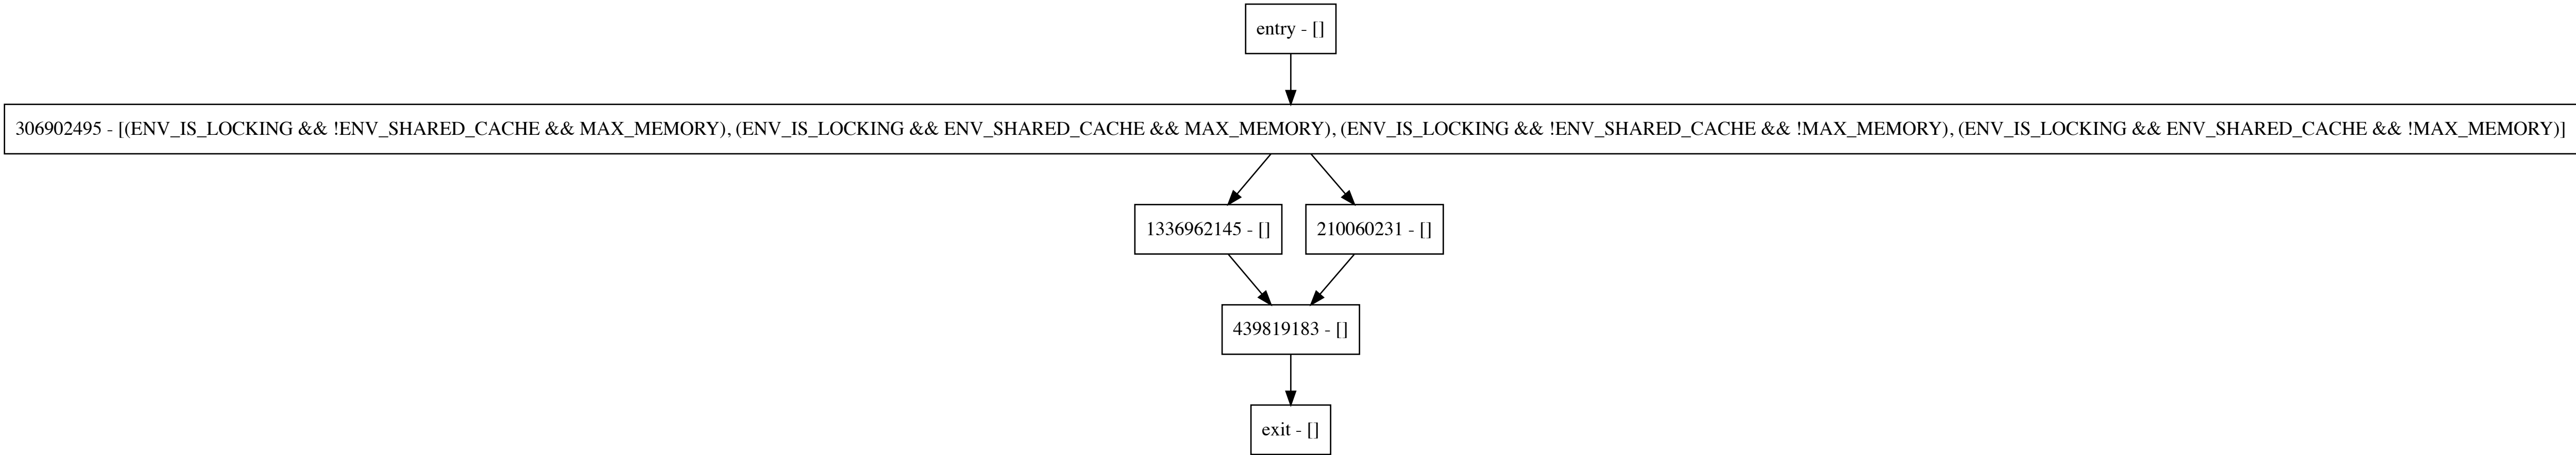 entry - []
306902495 - [(ENV_IS_LOCKING && !ENV_SHARED_CACHE && MAX_MEMORY), (ENV_IS_LOCKING && ENV_SHARED_CACHE && MAX_MEMORY), (ENV_IS_LOCKING && !ENV_SHARED_CACHE && !MAX_MEMORY), (ENV_IS_LOCKING && ENV_SHARED_CACHE && !MAX_MEMORY)]
1336962145 - []
210060231 - []
439819183 - []
exit - []